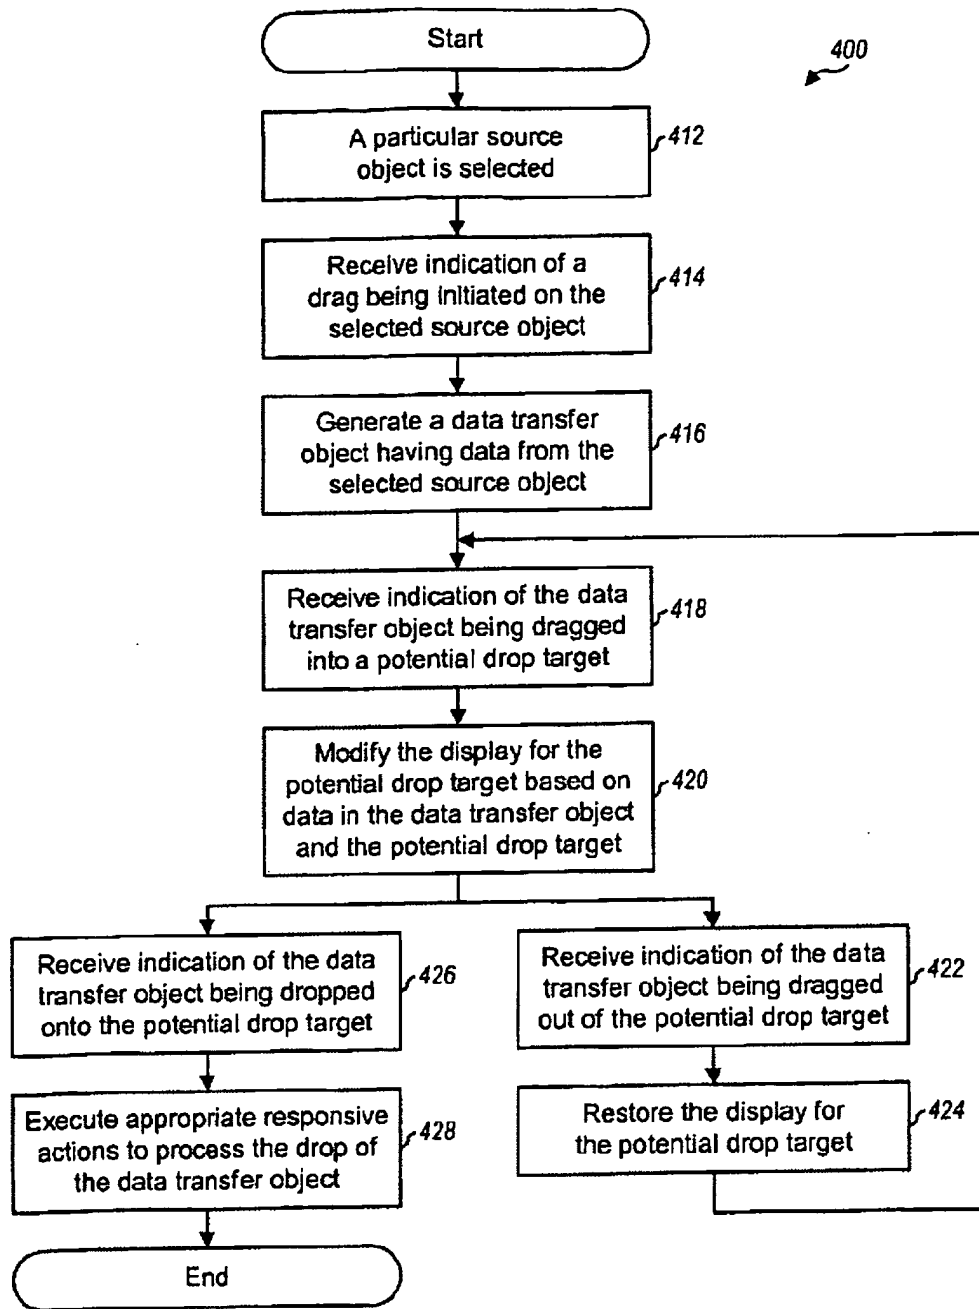 Start
400
A particular source
object is selected
412
Receive indication of a
drag being initiated on the
selected source object
414
Generate a data transfer
object having data from the
selected source object
416
Receive indication of the data
transfer object being dragged
into a potential drop target
418
Modify the display for the
potential drop target based on
data in the data transfer object
and the potential drop target
420
Receive indication of the data
transfer object being dropped
onto the potential drop target
426
Receive indication of the data
transfer object being dragged
out of the potential drop target
422
Execute appropriate responsive
actions to process the drop of
the data transfer object
428
Restore the display for
the potential drop target
424
End